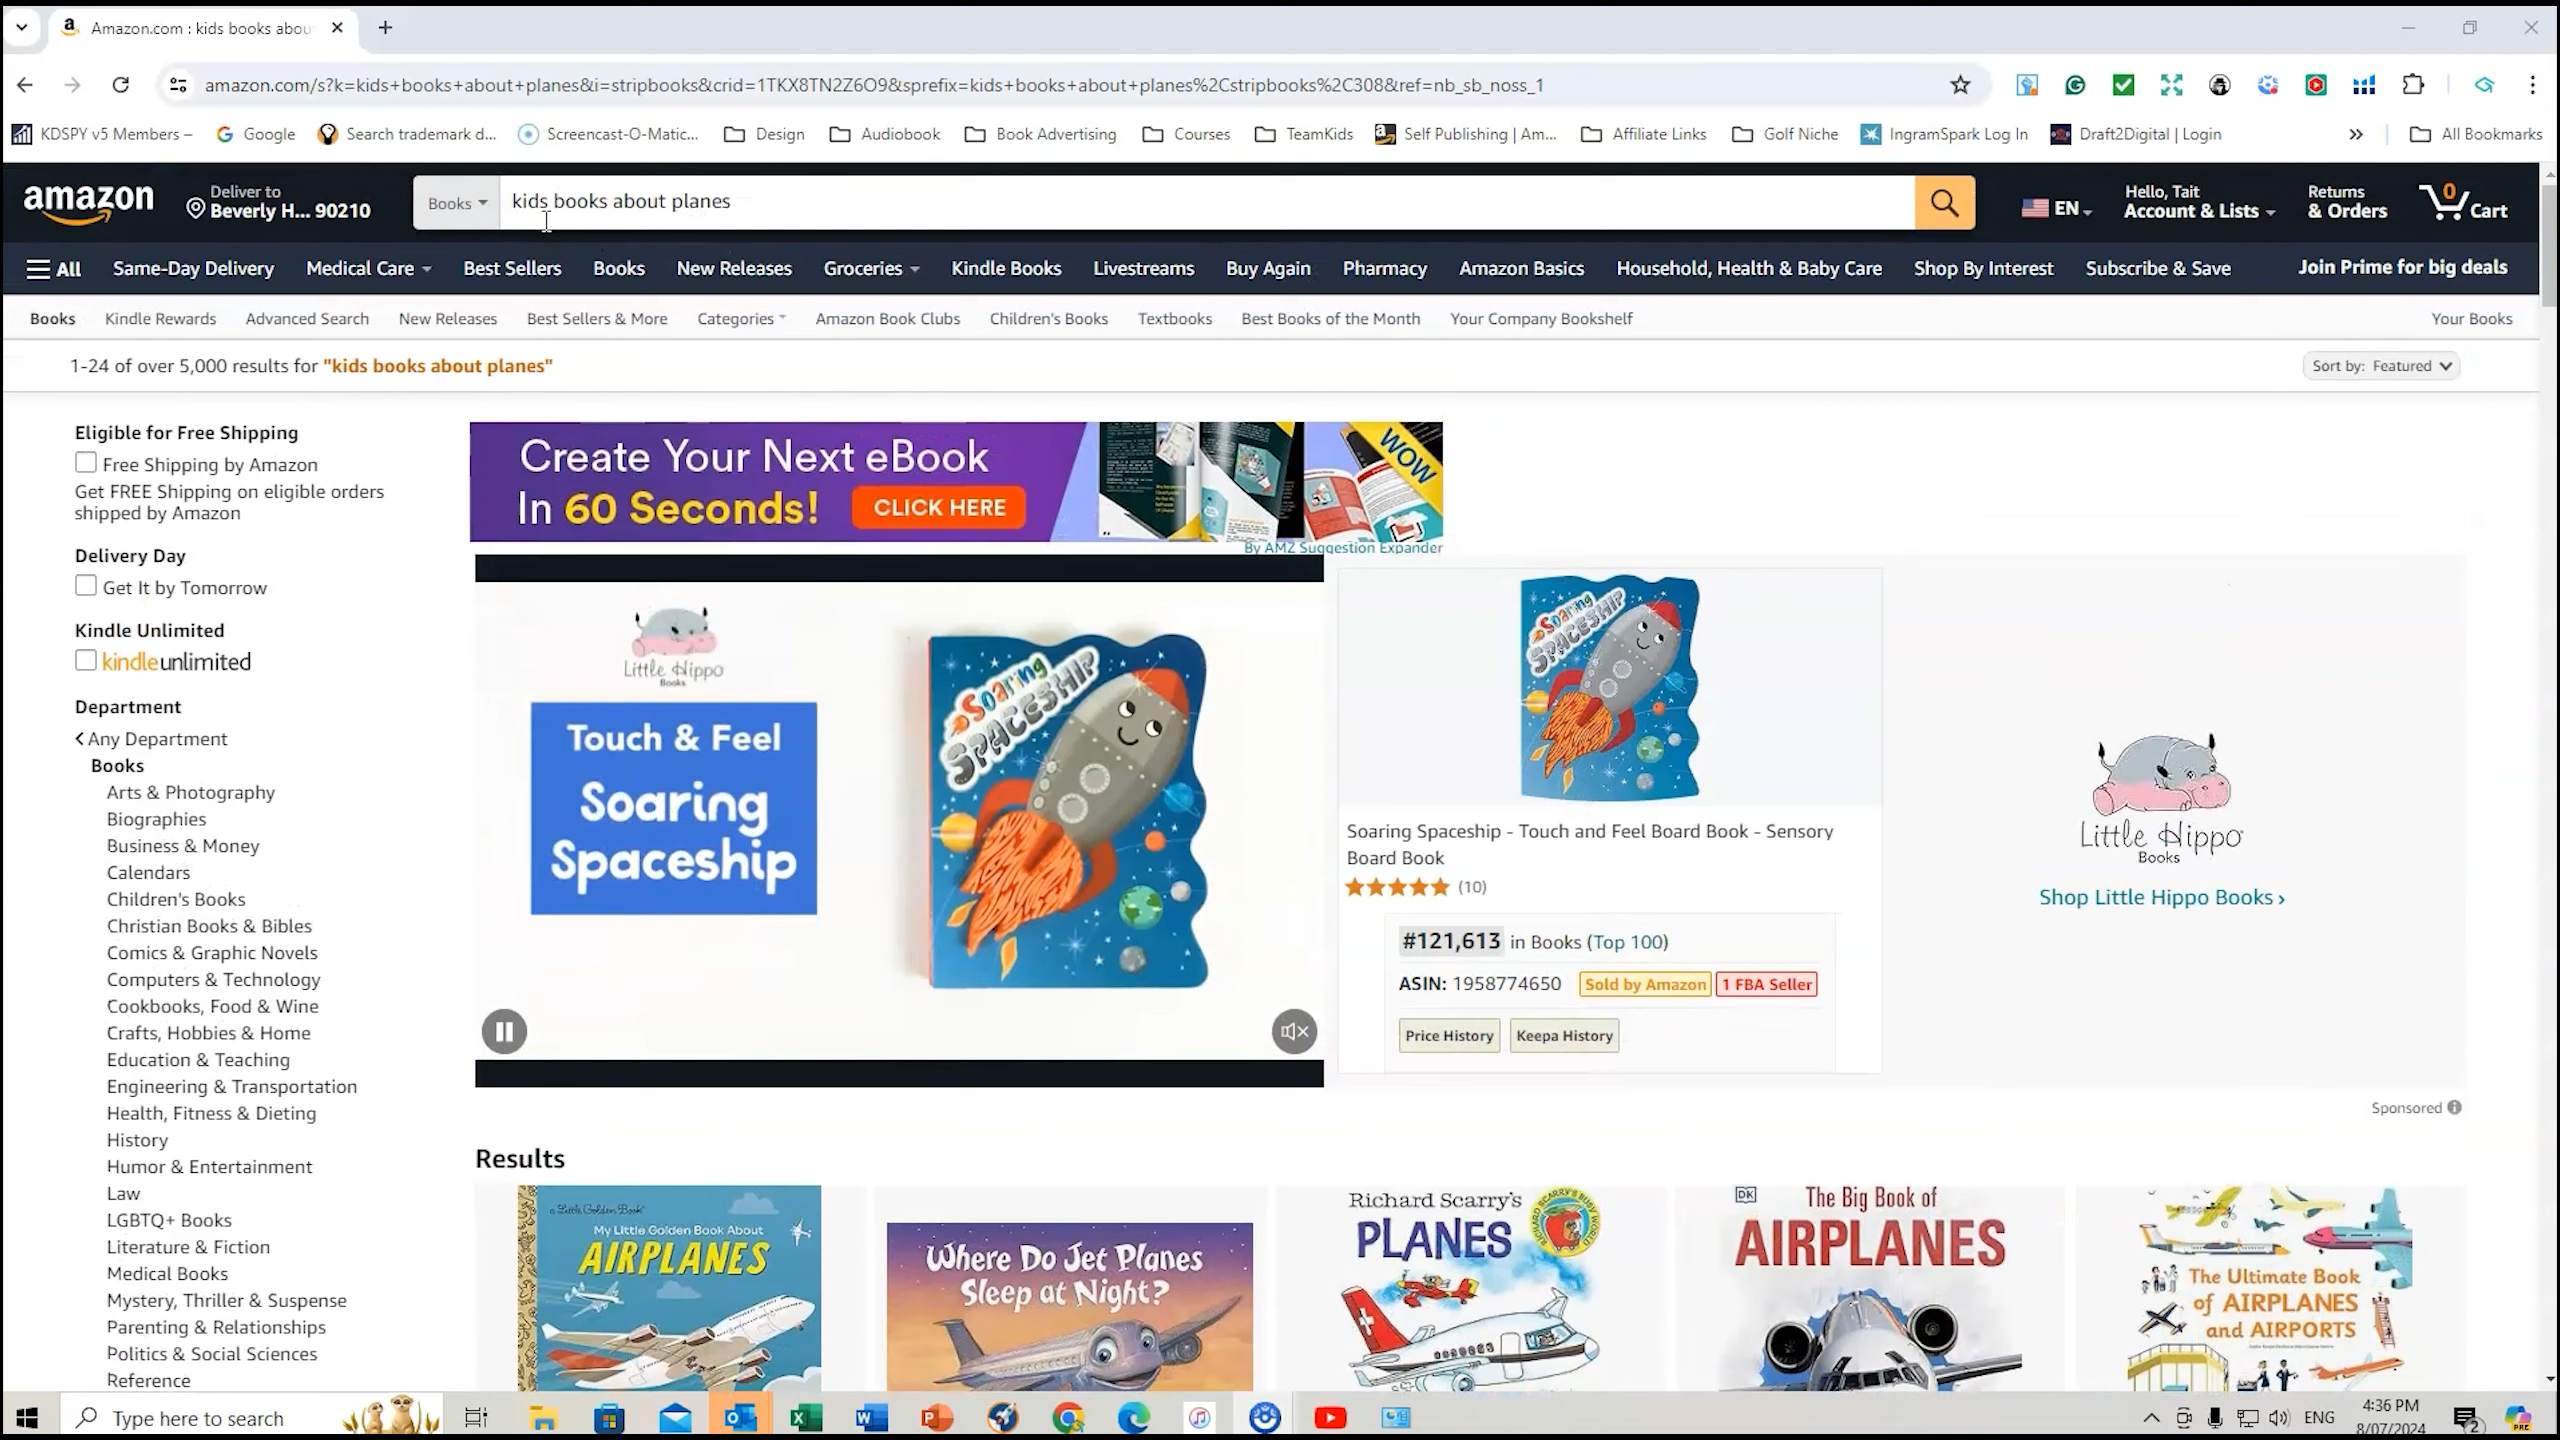 Amazon.com : kids books abou
amazon.com/s?k=kids+books+about+planes&i=stripbooks&crid=1TKX8TN2Z6O9&sprefix=kids+books+about+planes%2Cstripbooks%2C308&ref=nb_sb_noss_1
KDSPY v5 Members –
Google
Search trademark d...
Screencast-O-Matic...
Design
Audiobook
Book Advertising
Courses
TeamKids
Self Publishing | Am...
Affiliate Links
Golf Niche
IngramSpark Log In
Draft2Digital | Login
All Bookmarks
amazon
Deliver to
Beverly H... 90210
Books
kids books about planes
EN
Hello, Tait
Account & Lists
Returns
& Orders
0
Cart
All
Same-Day Delivery
Medical Care
Best Sellers
Books
New Releases
Groceries
Kindle Books
Livestreams
Buy Again
Pharmacy
Amazon Basics
Household, Health & Baby Care
Shop By Interest
Subscribe & Save
Join Prime for big deals
Books
Kindle Rewards
Advanced Search
New Releases
Best Sellers & More
Categories
Amazon Book Clubs
Children's Books
Textbooks
Best Books of the Month
Your Company Bookshelf
Your Books
1-24 of over 5,000 results for "kids books about planes"
Sort by: Featured
Eligible for Free Shipping
Free Shipping by Amazon
Get FREE Shipping on eligible orders
shipped by Amazon
Delivery Day
Get It by Tomorrow
Kindle Unlimited
kindleunlimited
Department
Any Department
Books
Arts & Photography
Biographies
Business & Money
Calendars
Children's Books
Christian Books & Bibles
Comics & Graphic Novels
Computers & Technology
Cookbooks, Food & Wine
Crafts, Hobbies & Home
Education & Teaching
Engineering & Transportation
Health, Fitness & Dieting
History
Humor & Entertainment
Law
LGBTQ+ Books
Literature & Fiction
Medical Books
Mystery, Thriller & Suspense
Parenting & Relationships
Politics & Social Sciences
Reference
Create Your Next eBook
In 60 Seconds!
CLICK HERE
WOW
By AMZ Suggestion Expander
Little Hippo
Books
Touch & Feel
Soaring
Spaceship
Soaring
SPACESHIP
Soaring
SPACESHIP
Soaring Spaceship - Touch and Feel Board Book - Sensory
Board Book
(10)
#121,613 in Books (Top 100)
ASIN: 1958774650
Sold by Amazon
1 FBA Seller
Price History
Keepa History
Little Hippo
Books
Shop Little Hippo Books ›
Sponsored
Results
a Little Golden Book
My Little Golden Book About
AIRPLANES
Where Do Jet Planes
Sleep at Night?
Richard Scarry's
PLANES
DK
The Big Book of
AIRPLANES
The Ultimate Book
of AIRPLANES
and AIRPORTS
Type here to search
ENG
4:36 PM
8/07/2024
2
PRE